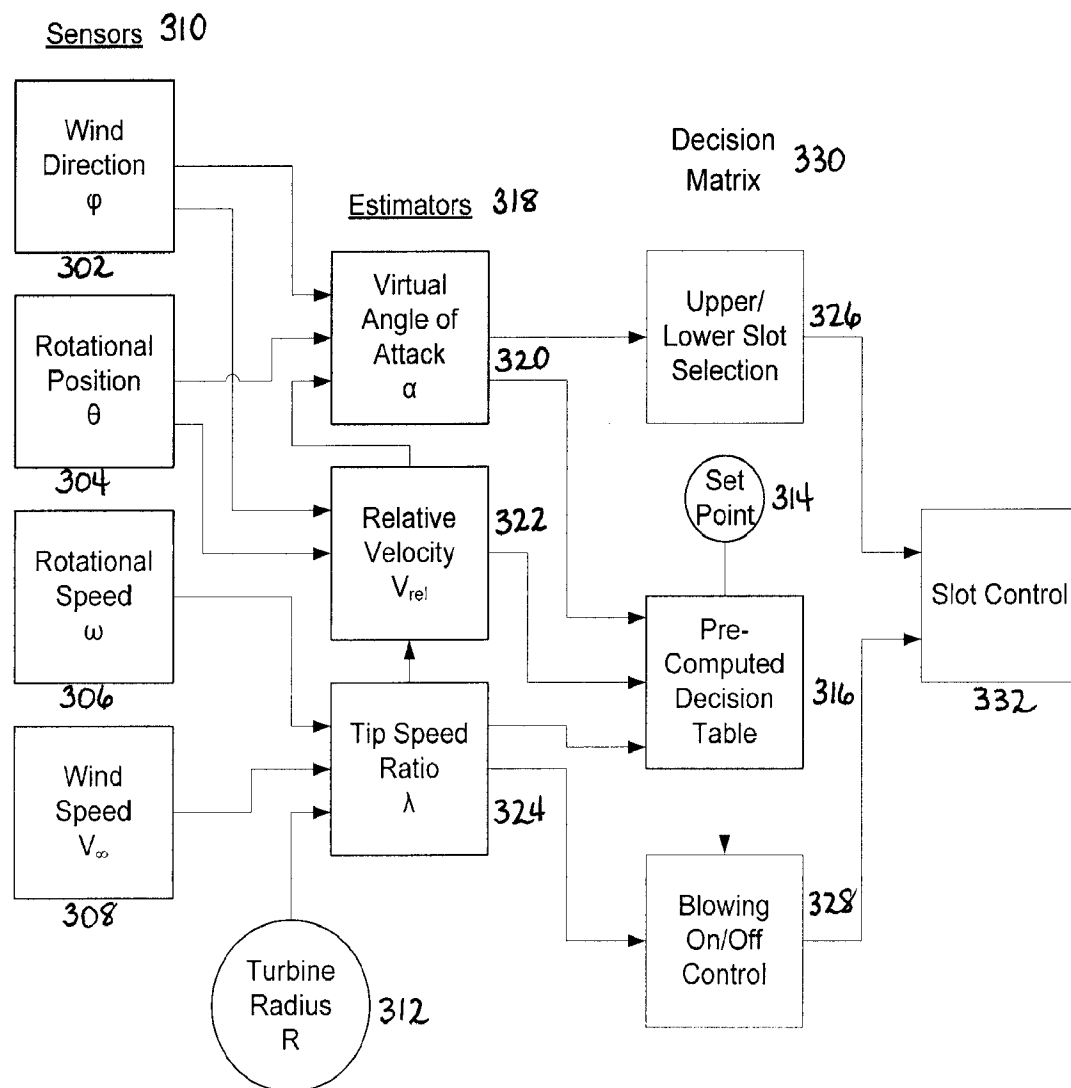 Sensors 310
Wind
Direction
φ
302
Rotational
Position
θ
304
Rotational
Speed
ω
306
Wind
Speed
V∞
308
Turbine
Radius
R
312
Estimators 318
Virtual
Angle of
Attack
α
320
Relative
Velocity
Vrel
322
Tip Speed
Ratio
λ
324
Decision
Matrix
330
Upper/
Lower Slot
Selection
326
Set
Point
314
Pre-
Computed
Decision
Table
316
Blowing
On/Off
Control
328
Slot Control
332